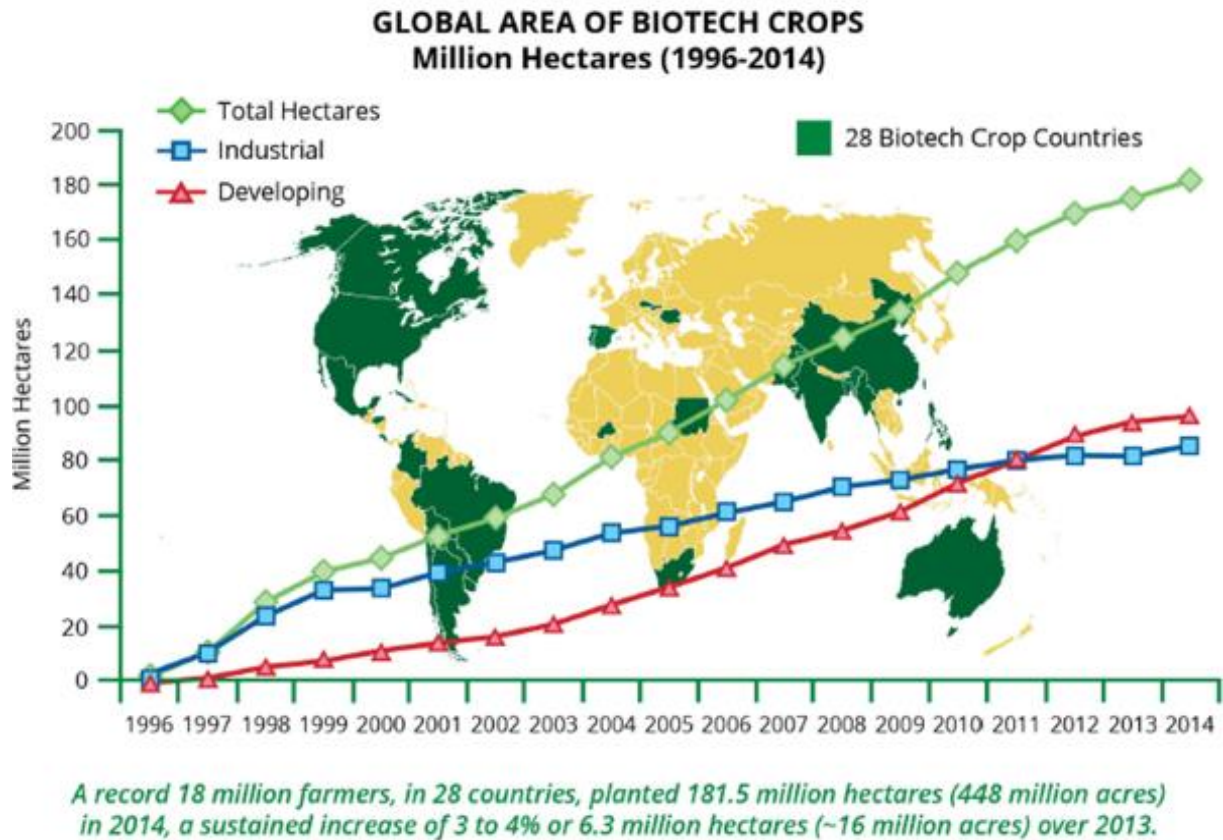 GLOBAL AREA OF BIOTECH CROPS
Million Hectares (1996-2014)
Total Hectares
Industrial
Developing
28 Biotech Crop Countries
Million Hectares
200
180
160
140
120
100
80
60
40
20
0
1996 1997 1998 1999 2000 2001 2002 2003 2004 2005 2006 2007 2008 2009 2010 2011 2012 2013 2014
A record 18 million farmers, in 28 countries, planted 181.5 million hectares (448 million acres)
in 2014, a sustained increase of 3 to 4% or 6.3 million hectares (~16 million acres) over 2013.